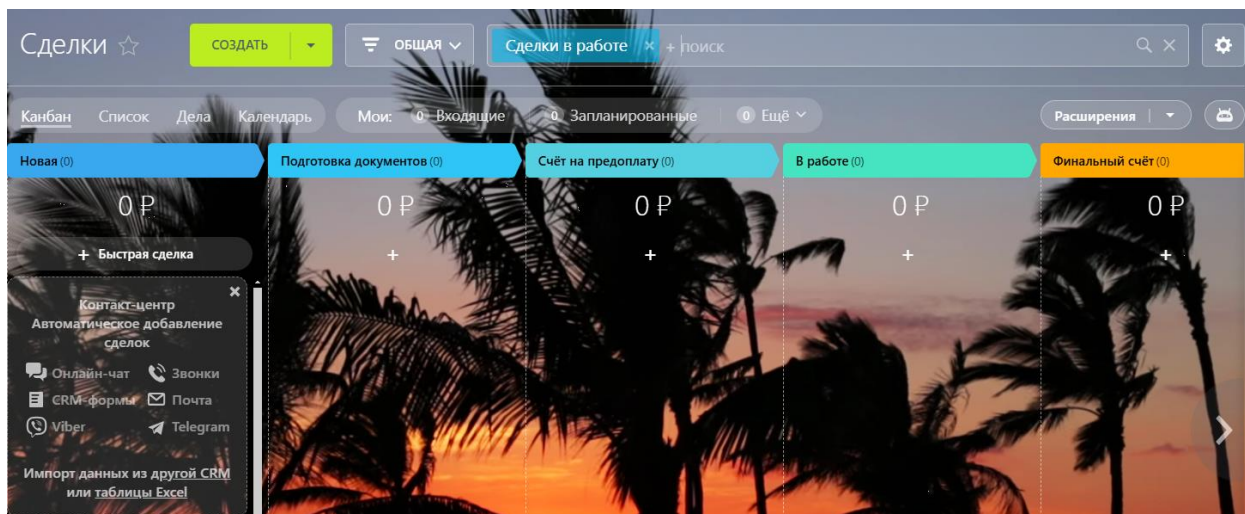 Сделки СОЗДАТЬ ОБЩАЯ Сделки в работе × + поиск
Канбан Список Дела Календарь Мои: 0 Входящие 0 Запланированные 0 Ещё Расширения
Новая (0) Подготовка документов (0) Счёт на предоплату (0) В работе (0) Финальный счёт (0)
0 ₽ 0 ₽ 0 ₽ 0 ₽ 0 ₽
+ Быстрая сделка + + + +
Контакт-центр
Автоматическое добавление
сделок
Онлайн-чат Звонки
CRM-формы Почта
Viber Telegram
Импорт данных из другой CRM
или таблицы Excel